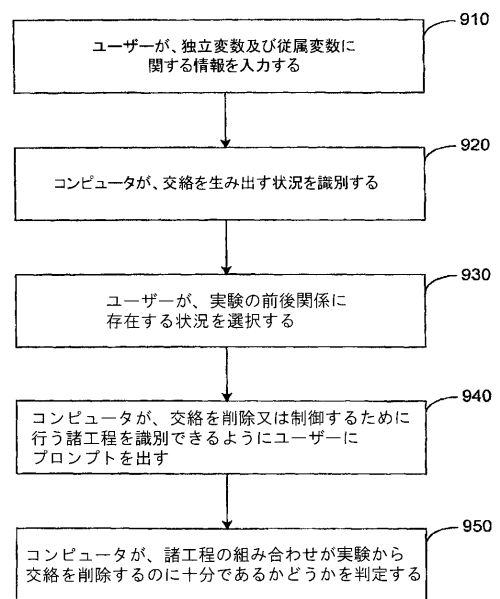 910
ユーザーが、独立変数及び従属変数に
関する情報を入力する
920
コンピュータが、交絡を生み出す状況を識別する
930
ユーザーが、実験の前後関係に
存在する状況を選択する
940
コンピュータが、交絡を削除又は制御するために
行う諸工程を識別できるようにユーザーに
プロンプトを出す
950
コンピュータが、諸工程の組み合わせが実験から
交絡を削除するのに十分であるかどうかを判定する